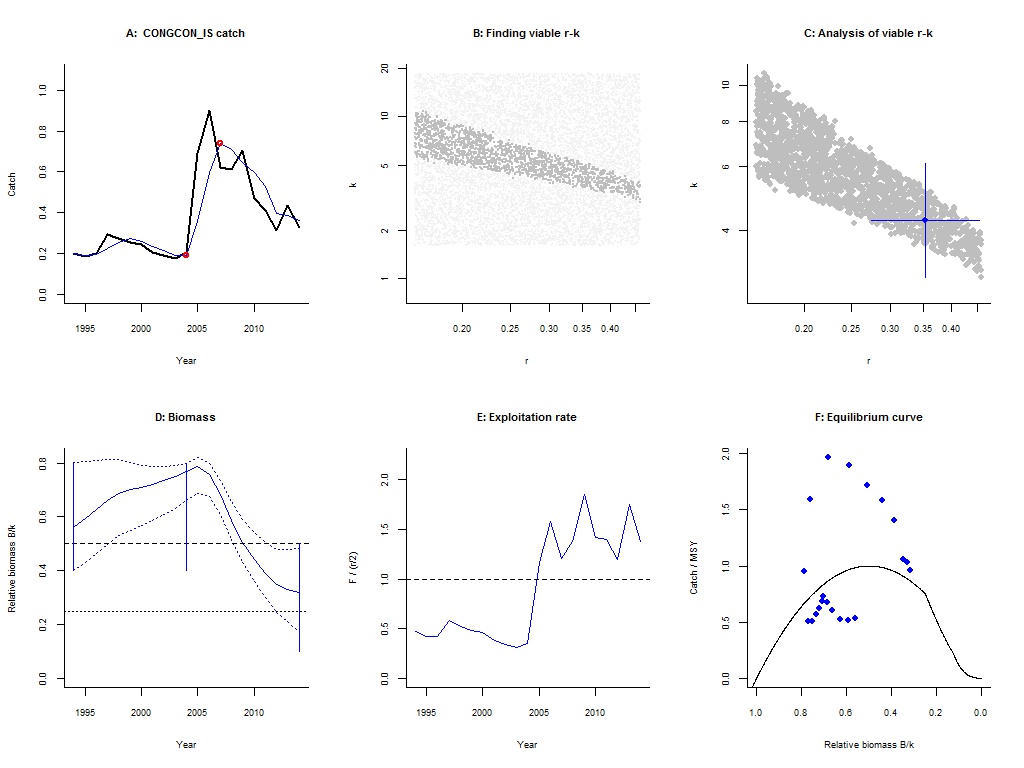 A: CONGCON_IS catch
Catch
0.0 0.2 0.4 0.6 0.8 1.0
1995 2000 2005 2010
Year
B: Finding viable r-k
k
1 2 5 10 20
0.20 0.25 0.30 0.35 0.40
r
C: Analysis of viable r-k
k
4 6 8 10
0.20 0.25 0.30 0.35 0.40
r
D: Biomass
Relative biomass B/k
0.0 0.2 0.4 0.6 0.8
1995 2000 2005 2010
Year
E: Exploitation rate
F / (r/2)
0.0 0.5 1.0 1.5 2.0
1995 2000 2005 2010
Year
F: Equilibrium curve
Catch / MSY
0.0 0.5 1.0 1.5 2.0
1.0 0.8 0.6 0.4 0.2 0.0
Relative biomass B/k